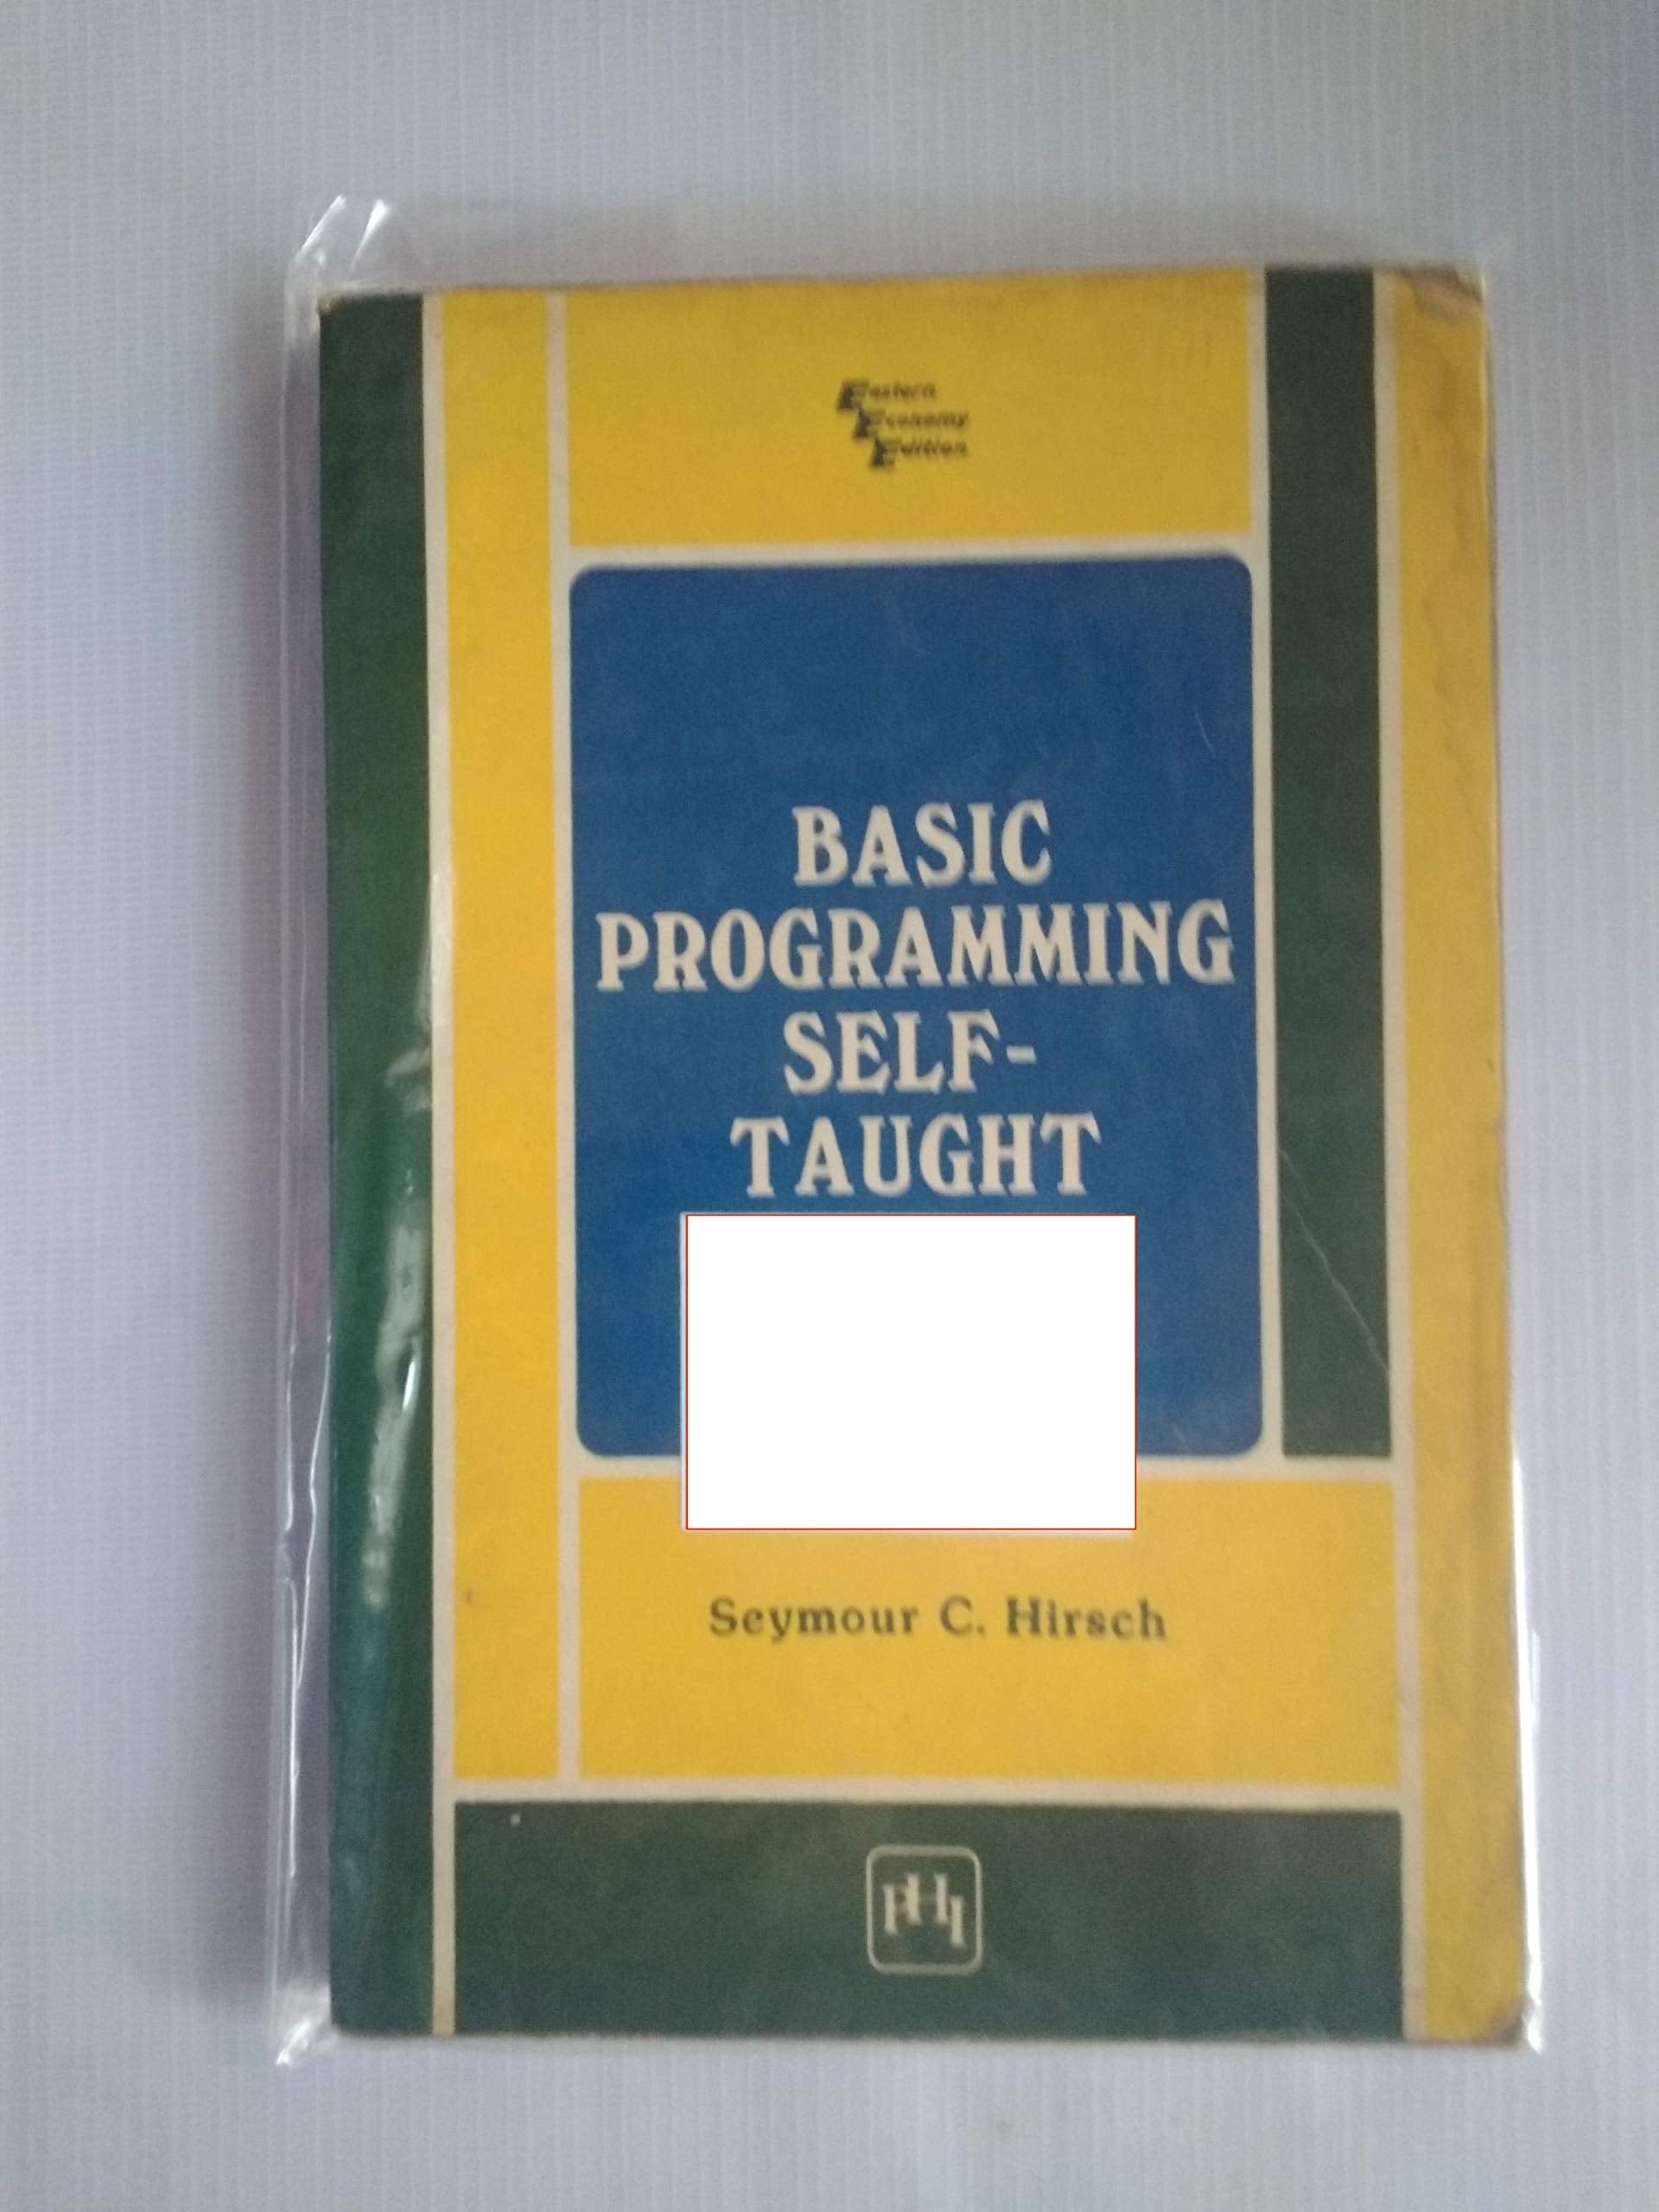 Eastern
Economy
Edition
BASIC
PROGRAMMING
SELF-
TAUGHT
Seymour C. Hirsch
PHI